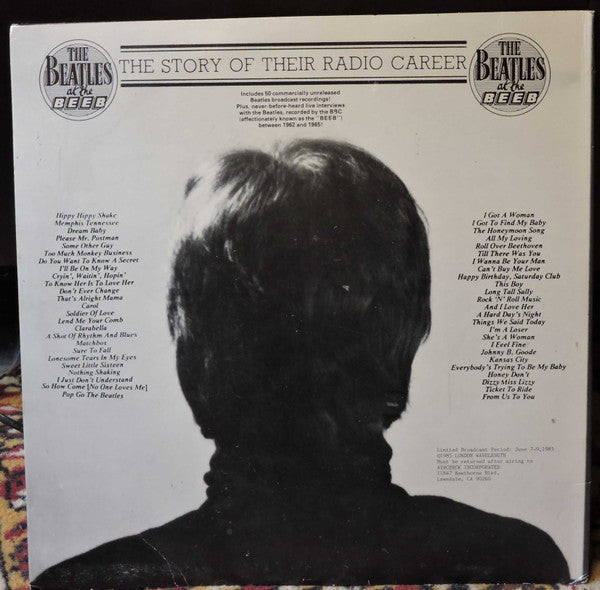 THE
BEATLES
at the
BEEB
THE STORY OF THEIR RADIO CAREER
THE
BEATLES
at the
BEEB
Includes 50 commercially unreleased
Beatles broadcast recordings!
Plus, never-before-heard live interviews
with the Beatles, recorded by the BBC
(affectionately known as the "BEEB")
between 1962 and 1965!
Hippy Hippy Shake
Memphis Tennessee
Dream Baby
Please Mr. Postman
Some Other Guy
Too Much Monkey Business
Do You Want To Know A Secret
I'll Be On My Way
Cryin', Waitin', Hopin'
To Know Her Is To Love Her
Don't Ever Change
That's Alright Mama
Carol
Soldier Of Love
Lend Me Your Comb
Clarabella
A Shot Of Rhythm And Blues
Matchbox
Sure To Fall
Lonesome Tears In My Eyes
Sweet Little Sixteen
Nothing Shaking
I Just Don't Understand
So How Come [No One Loves Me]
Pop Go The Beatles
I Got A Woman
I Got To Find My Baby
The Honeymoon Song
All My Loving
Roll Over Beethoven
Till There Was You
I Wanna Be Your Man
Can't Buy Me Love
Happy Birthday, Saturday Club
This Boy
Long Tall Sally
Rock 'N' Roll Music
And I Love Her
A Hard Day's Night
Things We Said Today
I'm A Loser
She's A Woman
I Feel Fine
Johnny B. Goode
Kansas City
Everybody's Trying To Be My Baby
Honey Don't
Dizzy Miss Lizzy
Ticket To Ride
From Us To You
Limited Broadcast Period: June 7-9, 1985
©1985 LONDON WAVELENGTH
Must be returned after airing to
AIRCHECK INCORPORATED
Hawthorne Blvd.
Lawndale, CA 90260